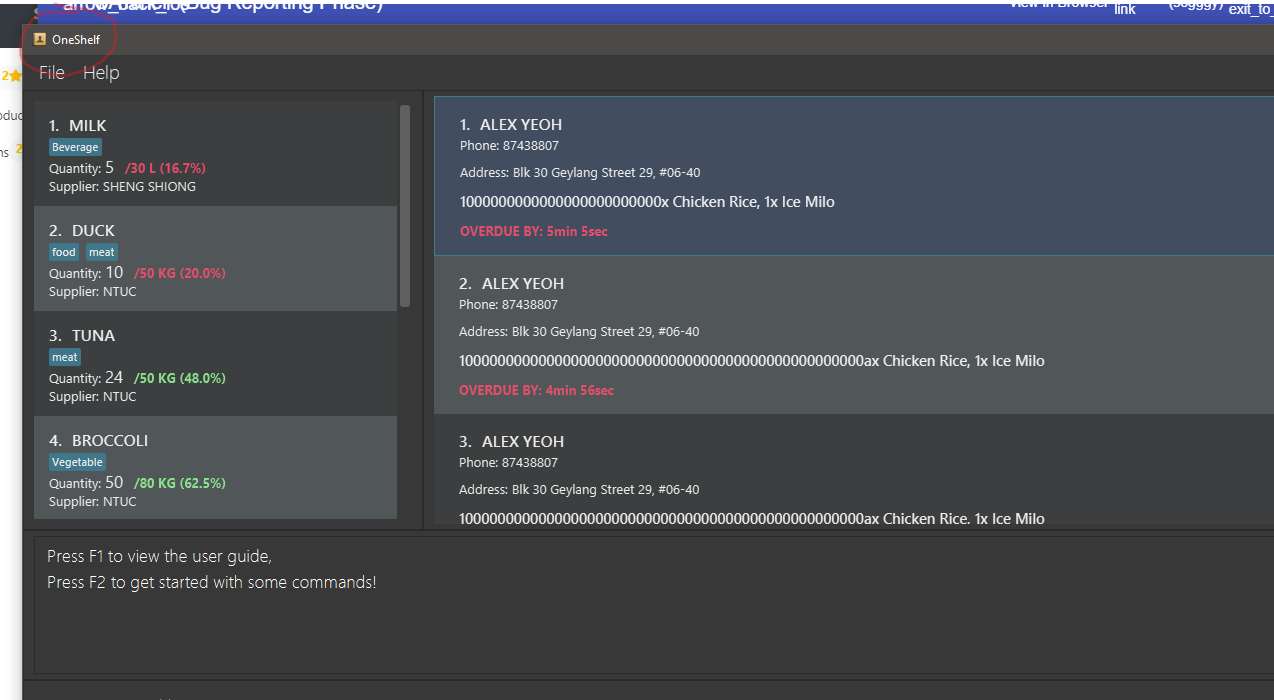 (Bug Reporting Phase)
View in Browser
link
exit_to_
OneShelf
2
File Help
oduc
ns 2
1. MILK
Beverage
Quantity: 5 /30 L (16.7%)
Supplier: SHENG SHIONG
2. DUCK
food meat
Quantity: 10 /50 KG (20.0%)
Supplier: NTUC
3. TUNA
meat
Quantity: 24 /50 KG (48.0%)
Supplier: NTUC
4. BROCCOLI
Vegetable
Quantity: 50 /80 KG (62.5%)
Supplier: NTUC
1. ALEX YEOH
Phone: 87438807
Address: Blk 30 Geylang Street 29, #06-40
Chicken Rice, 1x Ice Milo
OVERDUE BY: 5min 5sec
2. ALEX YEOH
Phone: 87438807
Address: Blk 30 Geylang Street 29, #06-40
Chicken Rice, 1x Ice Milo
OVERDUE BY: 4min 56sec
3. ALEX YEOH
Phone: 87438807
Address: Blk 30 Geylang Street 29, #06-40
Chicken Rice, 1x Ice Milo
Press F1 to view the user guide,
Press F2 to get started with some commands!